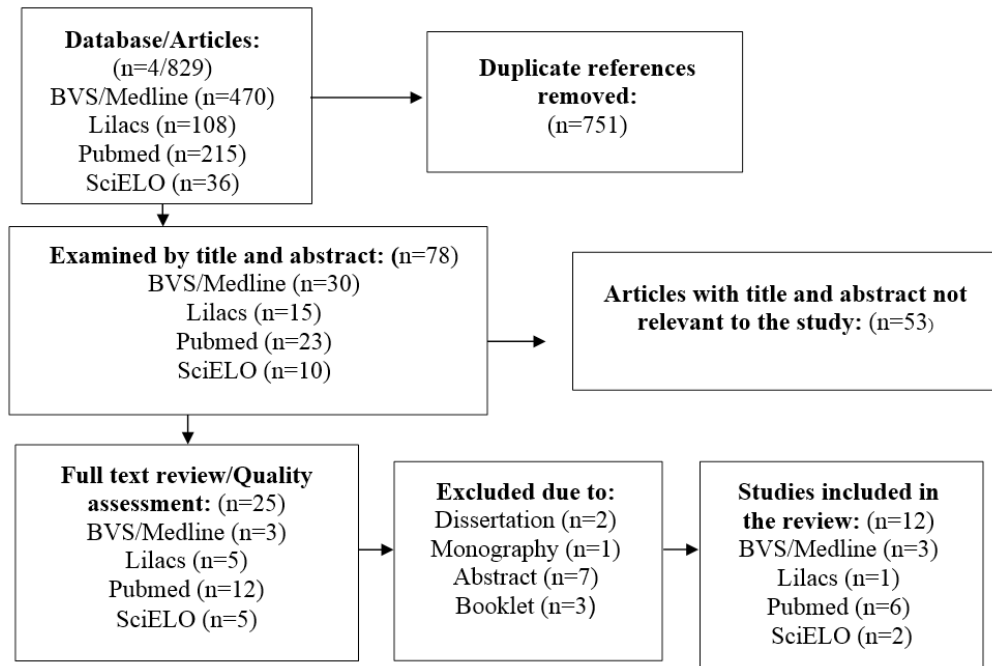 Database/Articles:
(n=4/829)
BVS/Medline (n=470)
Lilacs (n=108)
Pubmed (n=215)
SciELO (n=36)
Duplicate references
removed:
(n=751)
Examined by title and abstract: (n=78)
BVS/Medline (n=30)
Lilacs (n=15)
Pubmed (n=23)
SciELO (n=10)
Articles with title and abstract not
relevant to the study: (n=53)
Full text review/Quality
assessment: (n=25)
BVS/Medline (n=3)
Lilacs (n=5)
Pubmed (n=12)
SciELO (n=5)
Excluded due to:
Dissertation (n=2)
Monography (n=1)
Abstract (n=7)
Booklet (n=3)
Studies included in
the review: (n=12)
BVS/Medline (n=3)
Lilacs (n=1)
Pubmed (n=6)
SciELO (n=2)